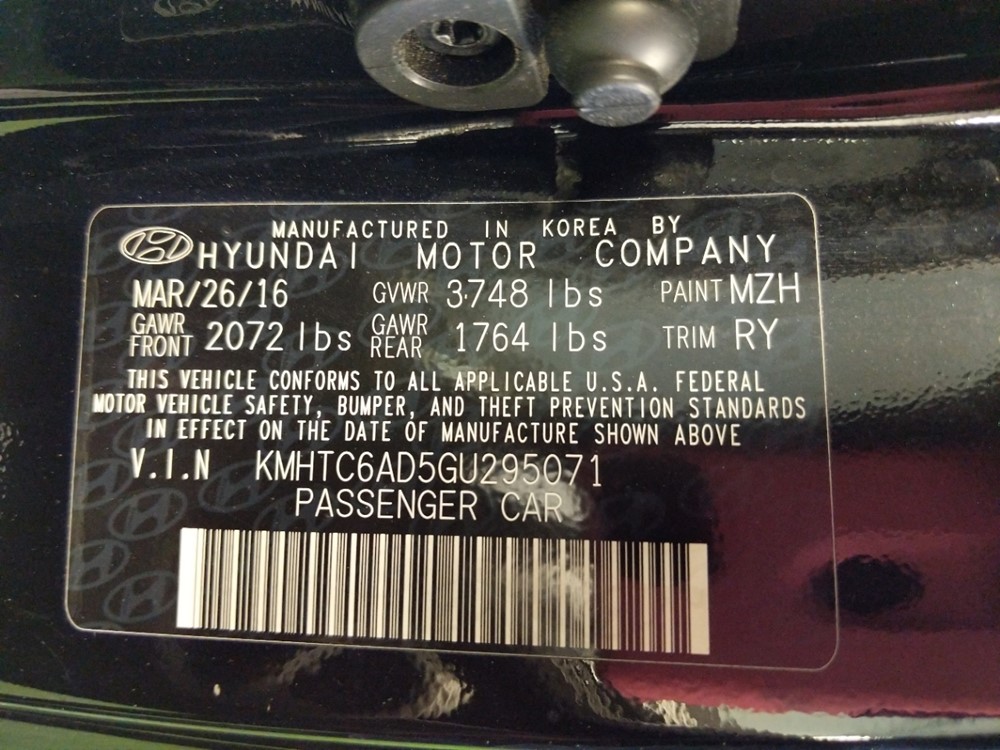 MANUFACTURED IN KOREA BY
HYUNDAI MOTOR COMPANY
MAR/26/16 GVWR 3748 lbs PAINT MZH
GAWR FRONT 2072 lbs GAWR REAR 1764 lbs TRIM RY
THIS VEHICLE CONFORMS TO ALL APPLICABLE U.S.A. FEDERAL
MOTOR VEHICLE SAFETY, BUMPER, AND THEFT PREVENTION STANDARDS
IN EFFECT ON THE DATE OF MANUFACTURE SHOWN ABOVE
V.I.N KMHTC6AD5GU295071
PASSENGER CAR